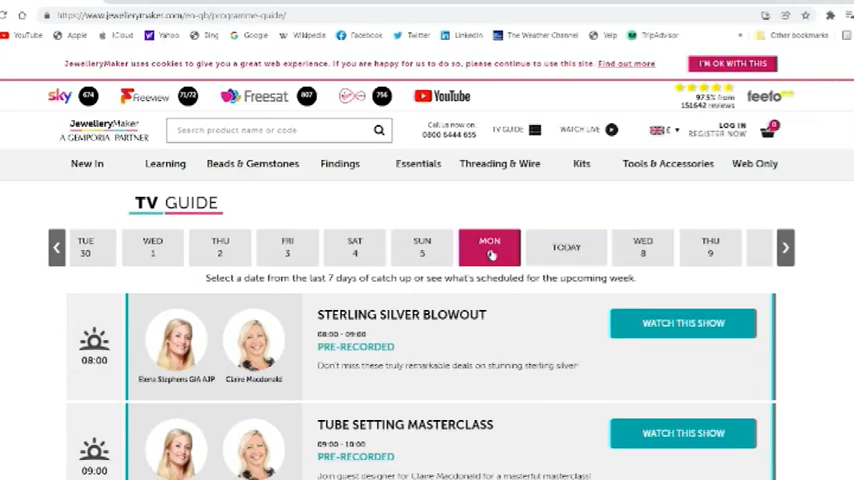 https://www.jewellerymaker.com/en-gb/programme-guide/
YouTube Apple iCloud Yahoo Bing Google Wikipedia Facebook Twitter LinkedIn The Weather Channel Yelp TripAdvisor » Other bookmarks
JewelleryMaker uses cookies to give you a great web experience. If you are happy for us to do so, please continue to use this site. Find out more
I'M OK WITH THIS
sky 674 Freeview 71/72 Freesat 807 756 YouTube
97.5% from
151642 reviews
feefo
JewelleryMaker
A GEMPORIA PARTNER
Search product name or code
Call us now on:
0800 6444 655
TV GUIDE
WATCH LIVE
£
LOG IN
REGISTER NOW
0
New In Learning Beads & Gemstones Findings Essentials Threading & Wire Kits Tools & Accessories Web Only
TV GUIDE
TUE WED THU FRI SAT SUN MON TODAY WED THU
30 1 2 3 4 5 8 9
Select a date from the last 7 days of catch up or see what's scheduled for the upcoming week.
08:00
Elena Stephens GIA AJP
Claire Macdonald
STERLING SILVER BLOWOUT
08:00 - 09:00
PRE-RECORDED
Don't miss these truly remarkable deals on stunning sterling silver!
WATCH THIS SHOW
09:00
TUBE SETTING MASTERCLASS
09:00 - 10:00
PRE-RECORDED
Join guest designer for Claire Macdonald for a masterful masterclass!
WATCH THIS SHOW